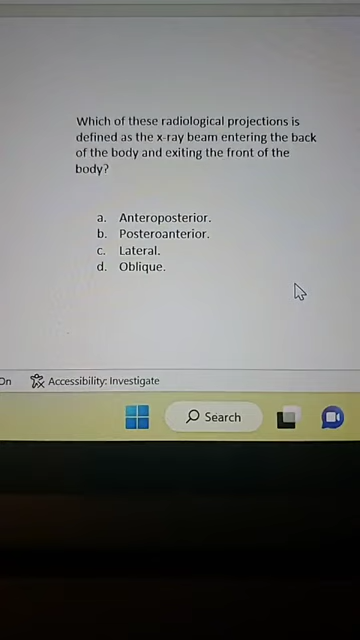 Which of these radiological projections is
defined as the x-ray beam entering the back
of the body and exiting the front of the
body?
a. Anteroposterior.
b. Posteroanterior.
c. Lateral.
d. Oblique.
On Accessibility: Investigate
Search